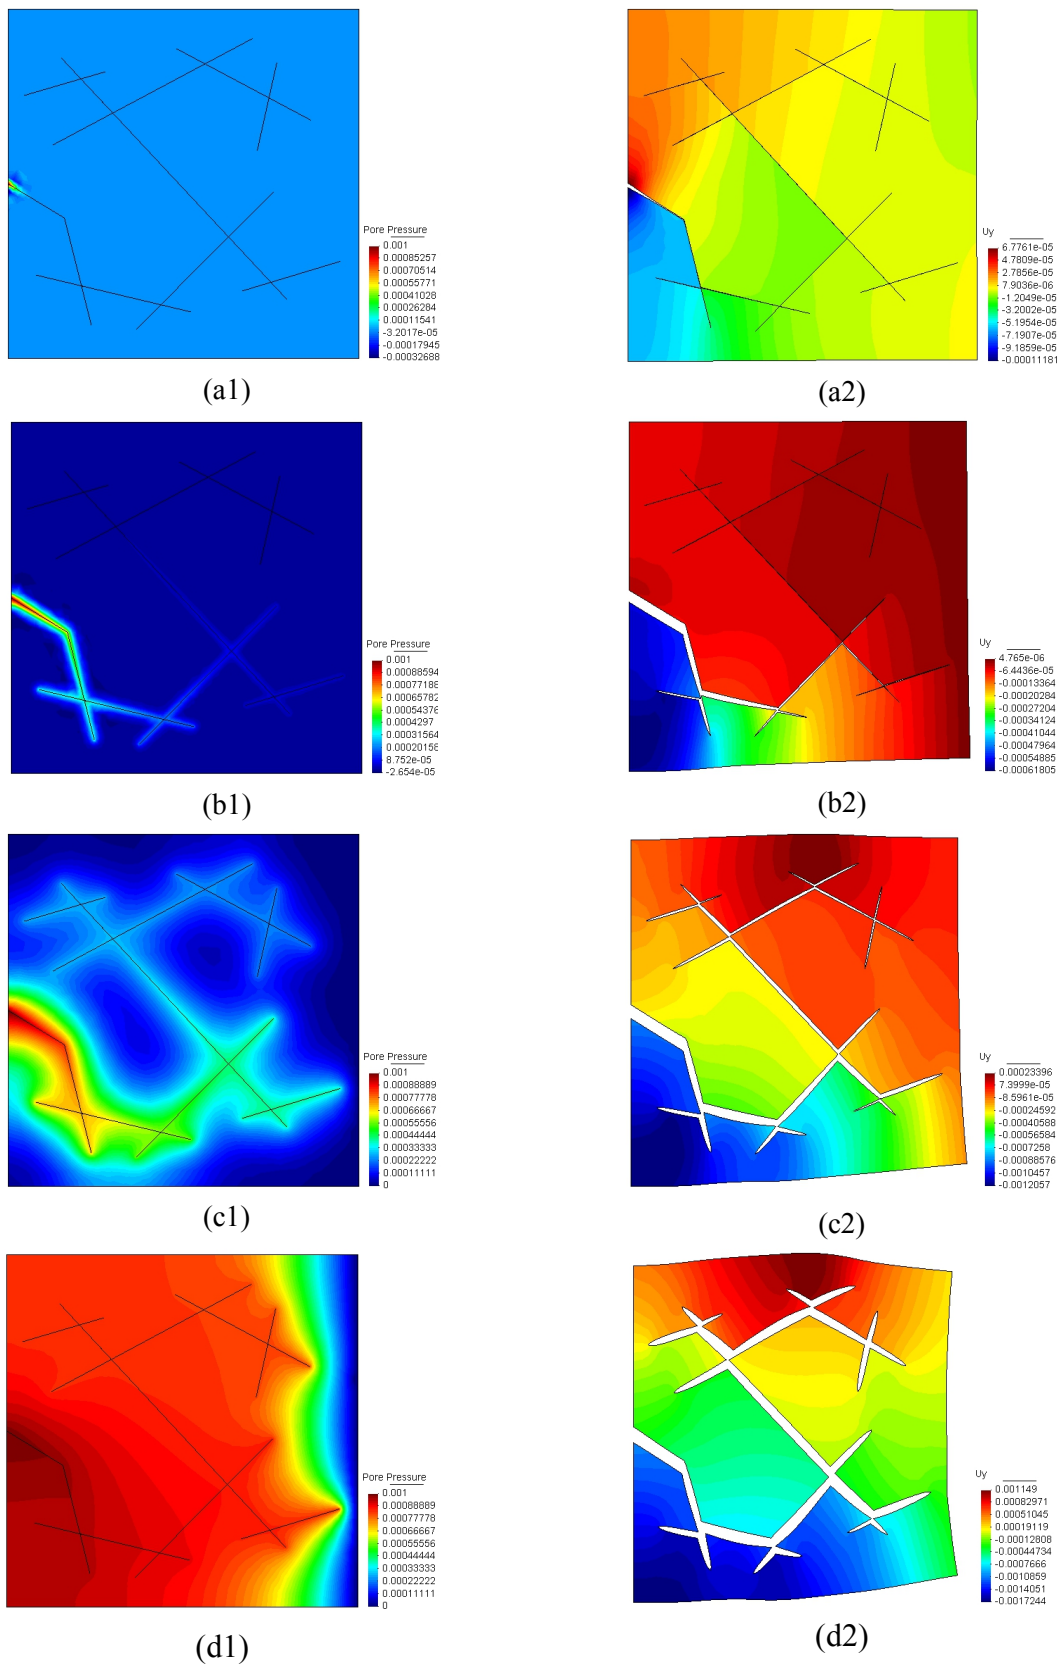 Pore Pressure
0.001
0.00085257
0.00070514
0.00055771
0.00041028
0.00026284
0.00011541
-3.2017e-05
-0.00017945
-0.00032688
(a1)
Uy
6.7761e-05
4.7809e-05
2.7856e-05
7.9036e-06
-1.2049e-05
-3.2002e-05
-5.1954e-05
-7.1907e-05
-9.1859e-05
-0.00011181
(a2)
Pore Pressure
0.001
0.00088594
0.00077188
0.00065782
0.00054376
0.0004297
0.00031564
0.00020158
8.752e-05
-2.654e-05
(b1)
Uy
4.765e-06
-6.4436e-05
-0.00013364
-0.00020284
-0.00027204
-0.00034124
-0.00041044
-0.00047964
-0.00054885
-0.00061805
(b2)
Pore Pressure
0.001
0.00088889
0.00077778
0.00066667
0.00055556
0.00044444
0.00033333
0.00022222
0.00011111
0
(c1)
Uy
0.00023396
7.3999e-05
-8.5961e-05
-0.00024592
-0.00040588
-0.00056584
-0.0007258
-0.00088576
-0.0010457
-0.0012057
(c2)
Pore Pressure
0.001
0.00088889
0.00077778
0.00066667
0.00055556
0.00044444
0.00033333
0.00022222
0.00011111
0
(d1)
Uy
0.001149
0.00082971
0.00051045
0.00019119
-0.00012808
-0.00044734
-0.0007666
-0.0010859
-0.0014051
-0.0017244
(d2)